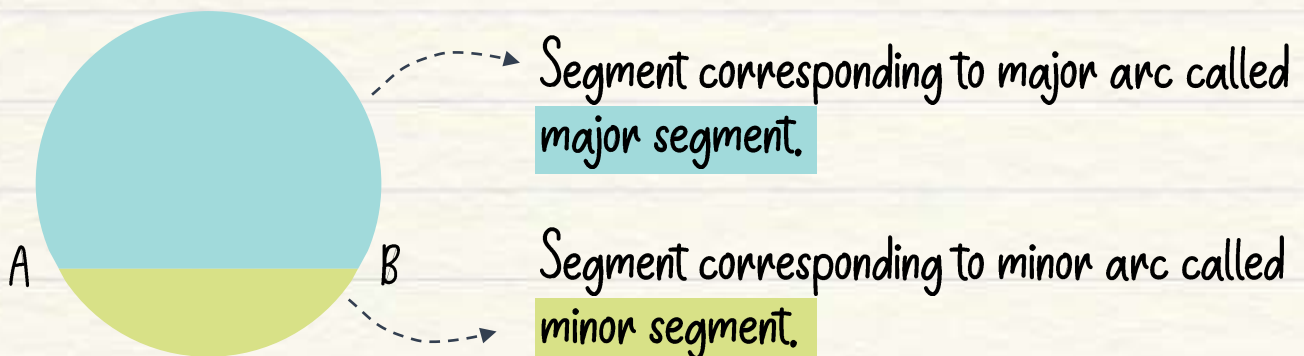 Segment corresponding to major arc called
major segment.
A
B
Segment corresponding to minor arc called
minor segment.